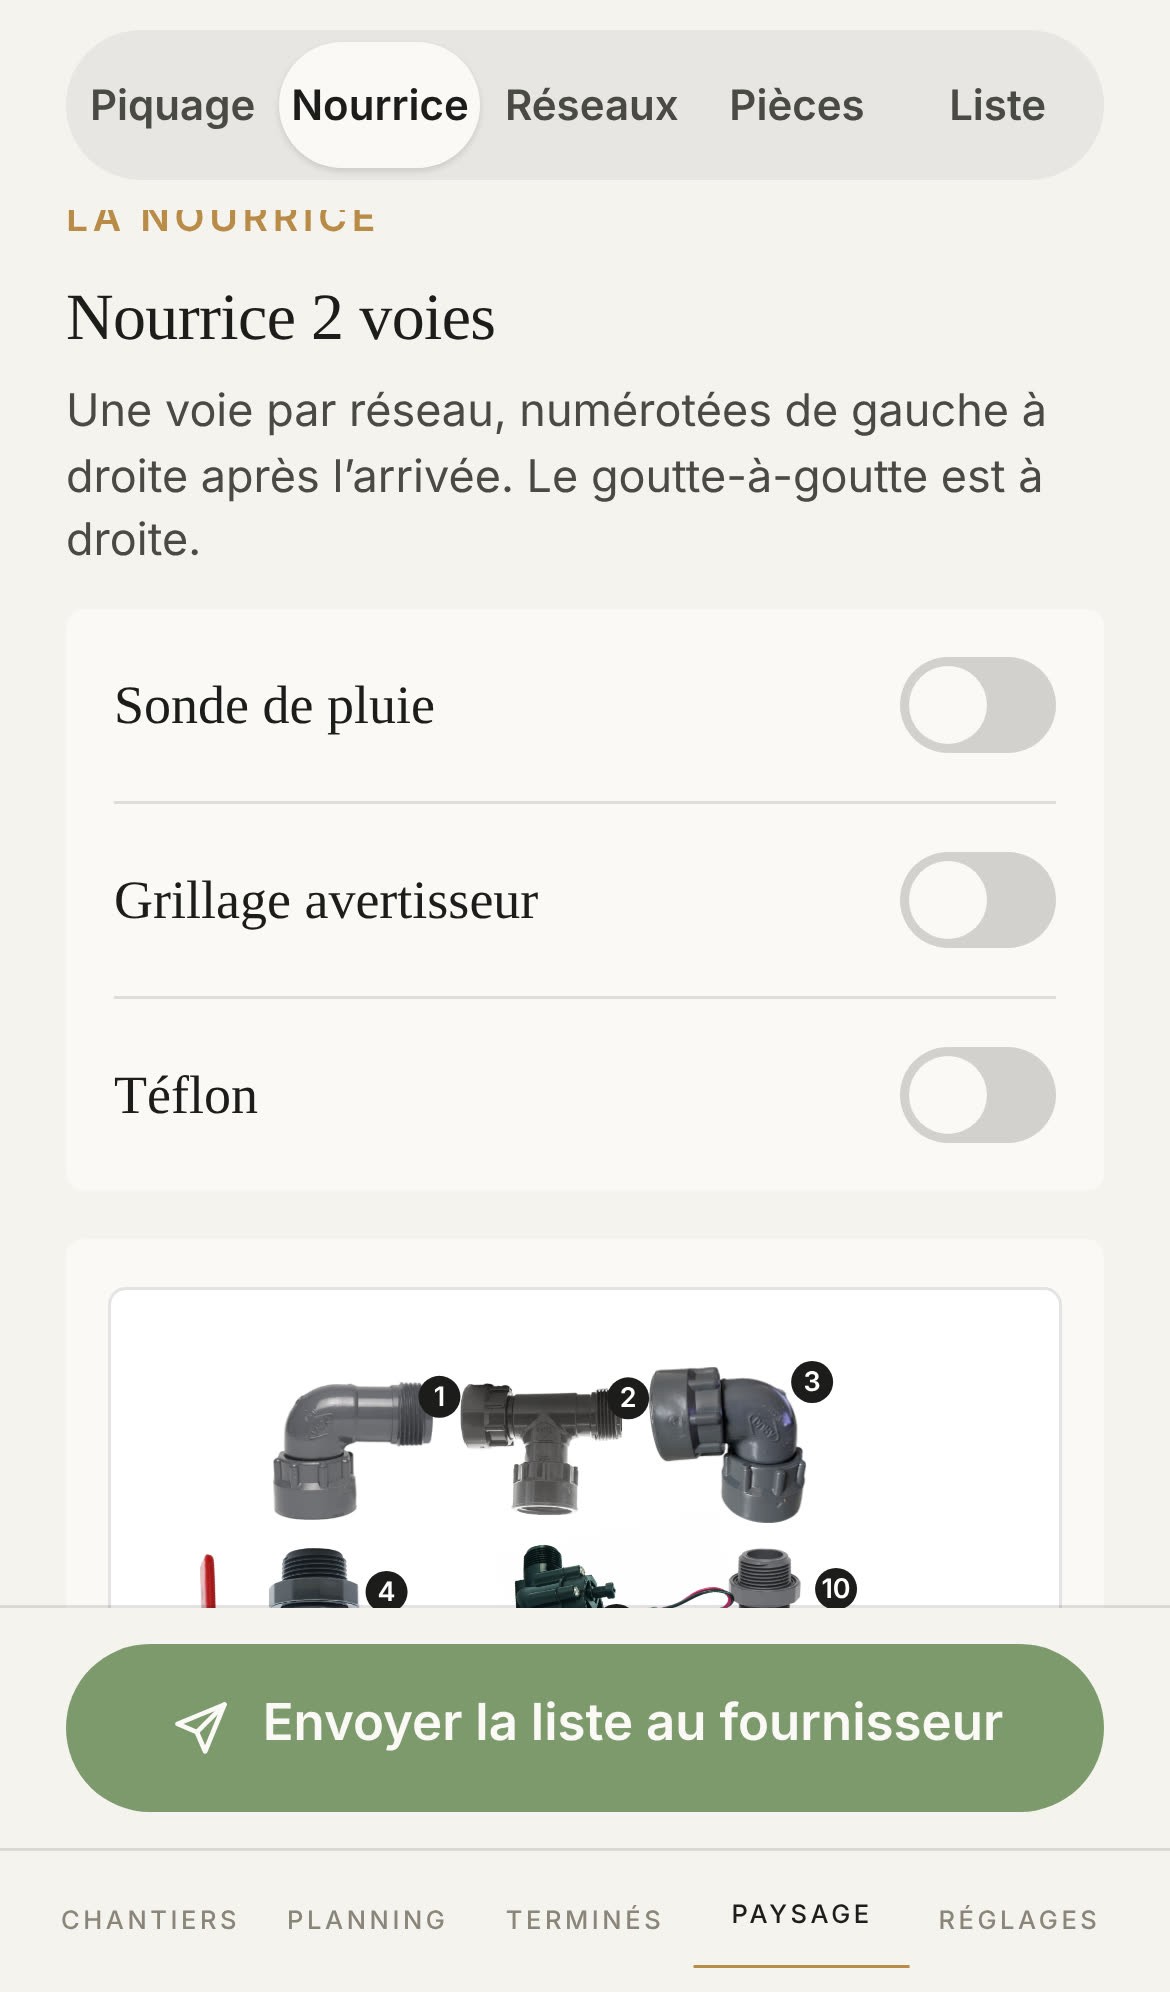 Piquage Nourrice Réseaux Pièces Liste
LA NOURRICE
Nourrice 2 voies
Une voie par réseau, numérotées de gauche à
droite après l’arrivée. Le goutte-à-goutte est à
droite.
Sonde de pluie
Grillage avertisseur
Téflon
1 2 3
4 10
Envoyer la liste au fournisseur
CHANTIERS PLANNING TERMINÉS PAYSAGE RÉGLAGES